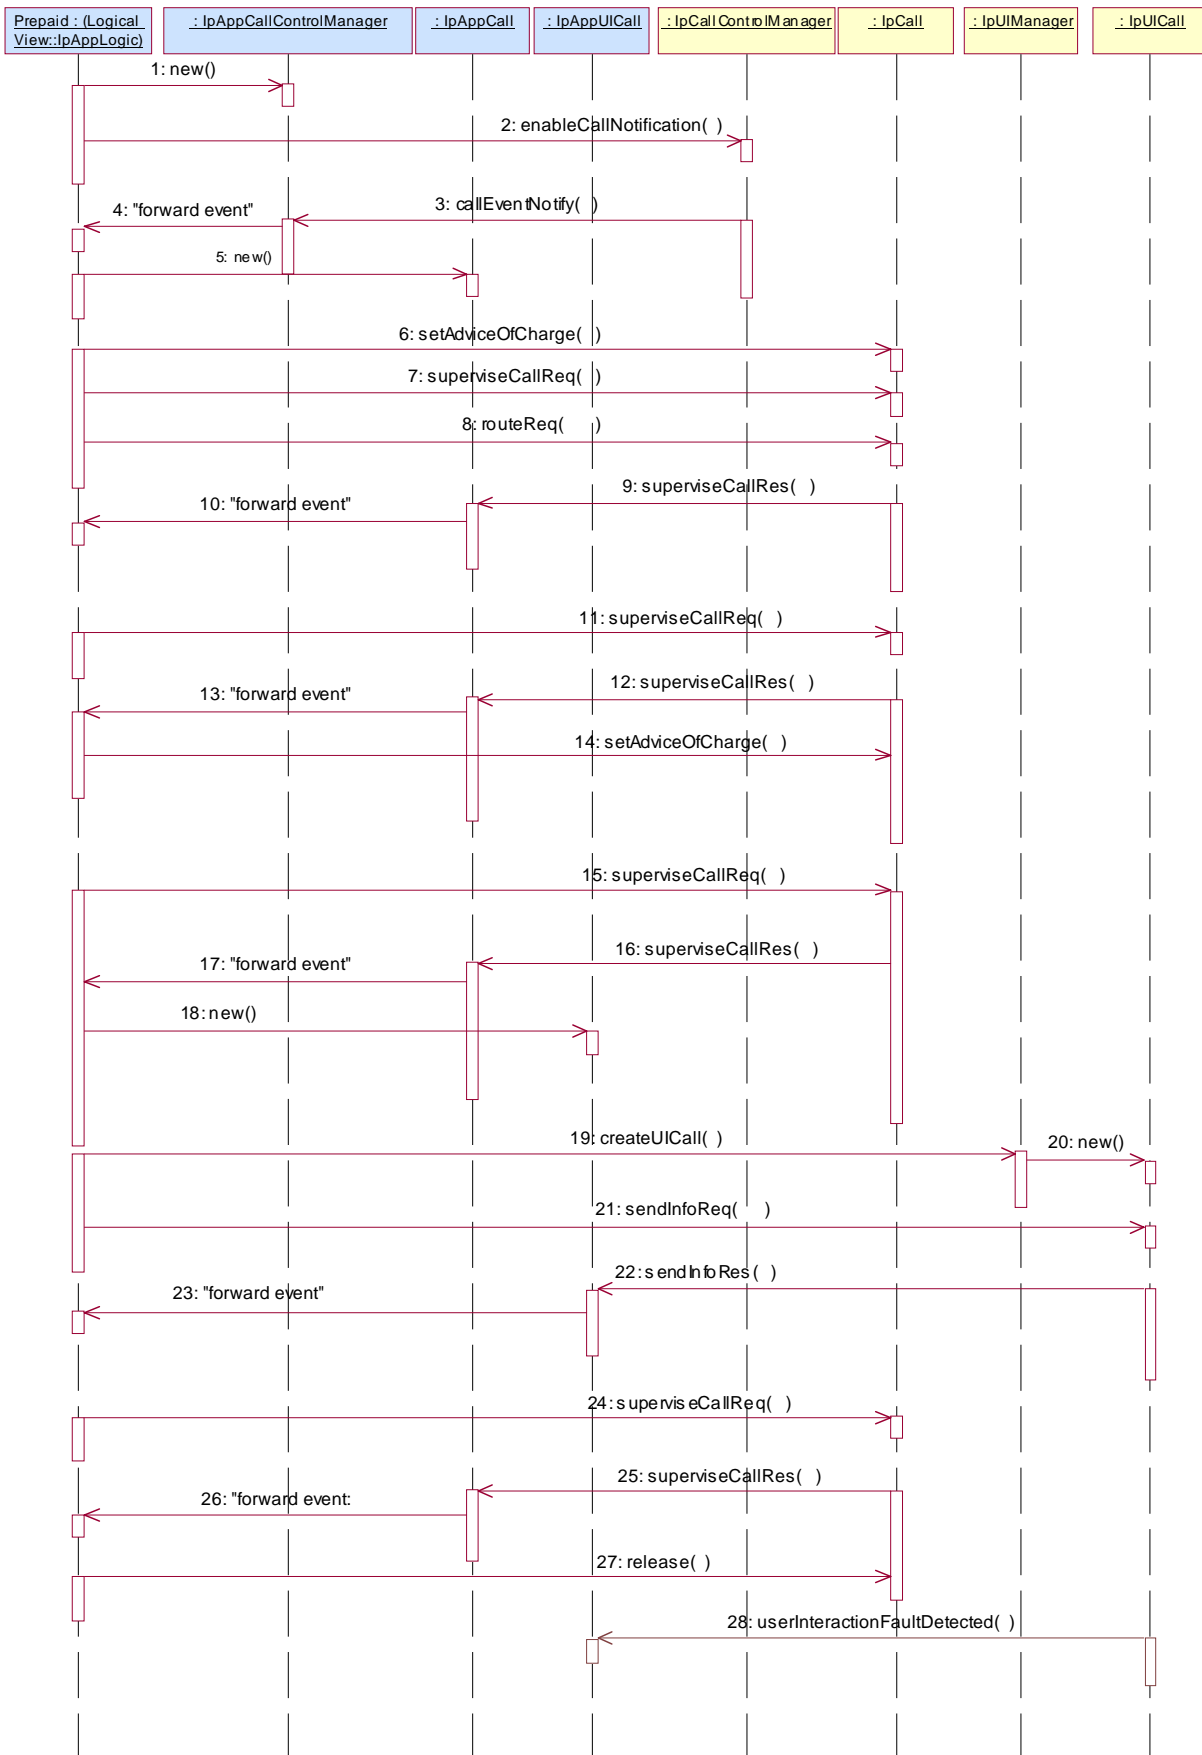 Prepaid : (Logical
View::IpAppLogic)
: IpAppCallControlManager
: IpAppCall
: IpAppUICall
: IpCallControlManager
: IpCall
: IpUIManager
: IpUICall
1: new()
2: enableCallNotification( )
3: callEventNotify( )
4: "forward event"
5: new()
6: setAdviceOfCharge( )
7: superviseCallReq( )
8: routeReq( )
9: superviseCallRes( )
10: "forward event"
11: superviseCallReq( )
12: superviseCallRes( )
13: "forward event"
14: setAdviceOfCharge( )
15: superviseCallReq( )
16: superviseCallRes( )
17: "forward event"
18: new()
19: createUICall( )
20: new()
21: sendInfoReq( )
22: sendInfoRes( )
23: "forward event"
24: superviseCallReq( )
25: superviseCallRes( )
26: "forward event:
27: release( )
28: userInteractionFaultDetected( )